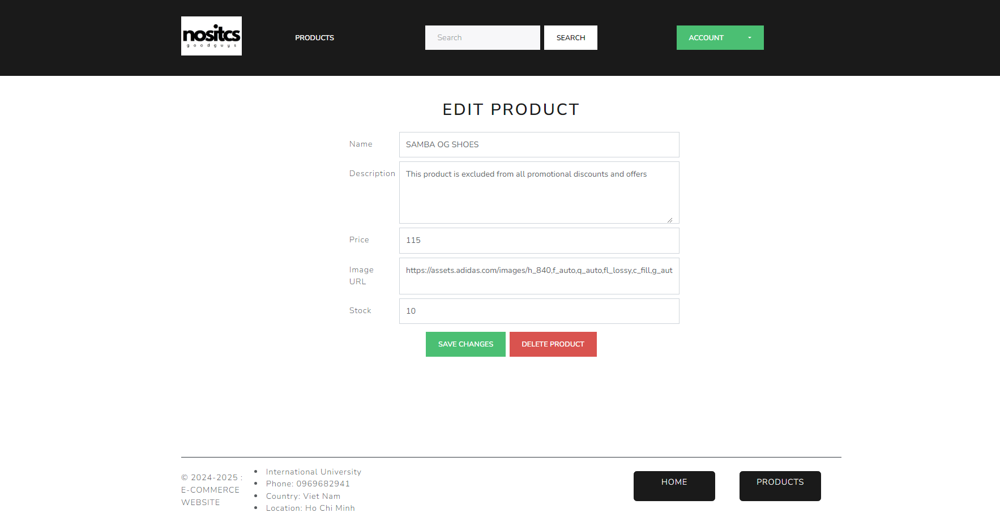 nositcs
goodguys
PRODUCTS
Search
SEARCH
ACCOUNT
EDIT PRODUCT
Name
SAMBA OG SHOES
Description
This product is excluded from all promotional discounts and offers
Price
115
Image
URL
https://assets.adidas.com/images/h_840,f_auto,q_auto,fl_lossy,c_fill,g_aut
Stock
10
SAVE CHANGES
DELETE PRODUCT
© 2024-2025 :
E-COMMERCE
WEBSITE
International University
Phone: 0969682941
Country: Viet Nam
Location: Ho Chi Minh
HOME
PRODUCTS